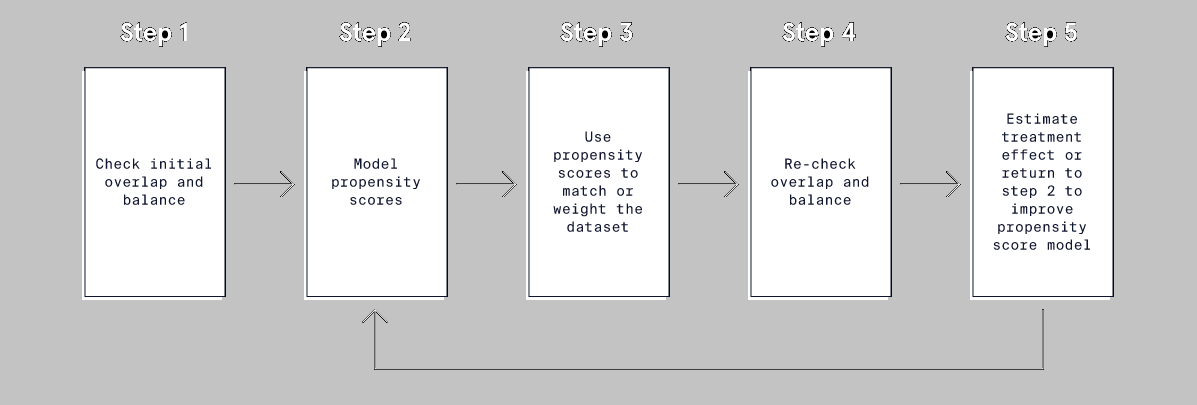 Step 1
Step 2
Step 3
Step 4
Step 5
Check initial
overlap and
balance
Model
propensity
scores
Use
propensity
scores to
match or
weight the
dataset
Re-check
overlap and
balance
Estimate
treatment
effect or
return to
step 2 to
improve
propensity
score model